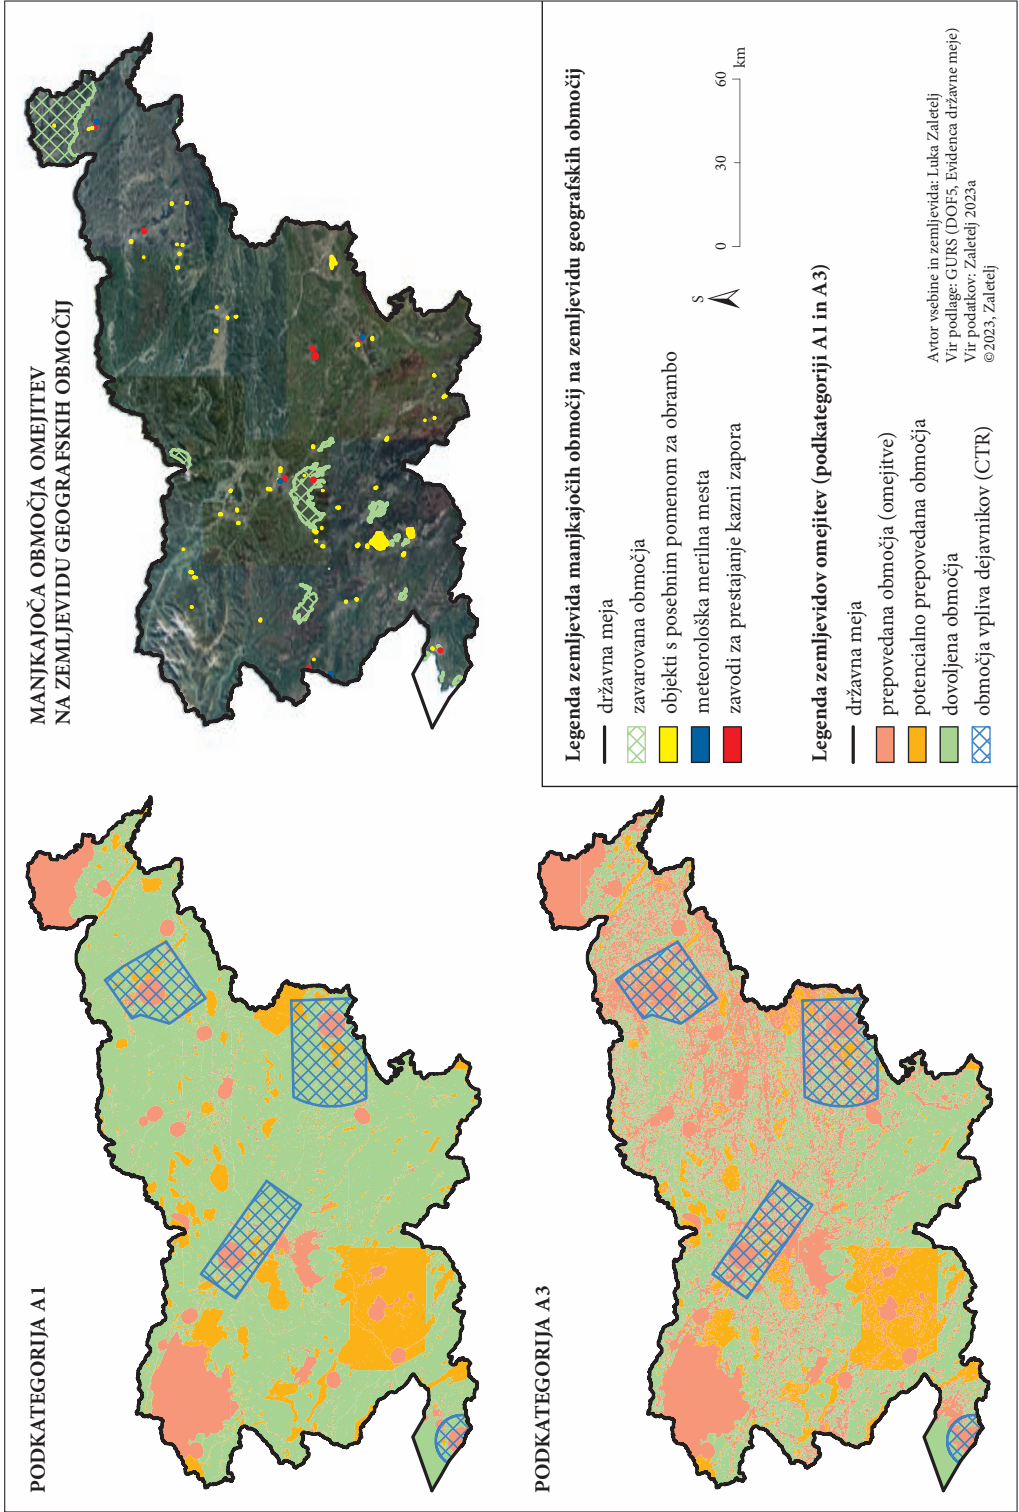 PODKATEGORIJA A1
MANJKAJOČA OBMOČJA OMEJITEV
NA ZEMLJEVIDU GEOGRAFSKIH OBMOČIJ
PODKATEGORIJA A3
Legenda zemljevida manjkajočih območij na zemljevidu geografskih območij
državna meja
zavarovana območja
objekti s posebnim pomenom za obrambo
meteorološka merilna mesta
zavodi za prestajanje kazni zapora
S
0 30 60
km
Legenda zemljevidov omejitev (podkategoriji A1 in A3)
državna meja
prepovedana območja (omejitve)
potencialno prepovedana območja
dovoljena območja
območja vpliva dejavnikov (CTR)
Avtor vsebine in zemljevida: Luka Zaletelj
Vir podlage: GURS (DOF5, Evidenca državne meje)
Vir podatkov: Zaletelj 2023a
©2023, Zaletelj